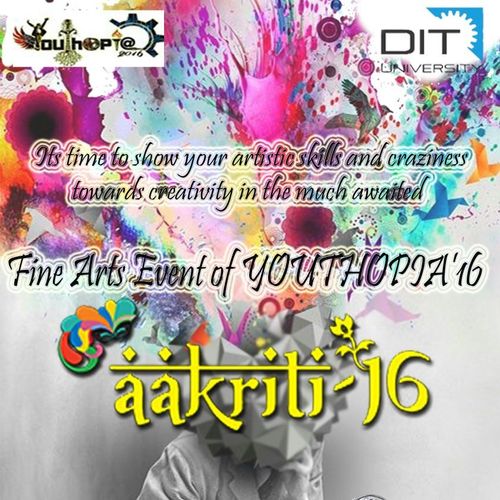 Youthopi@
2016
DIT
UNIVERSITY
Its time to show your artistic skills and craziness
towards creativity in the much awaited
Fine Arts Event of YOUTHOPIA'16
aakriti-16